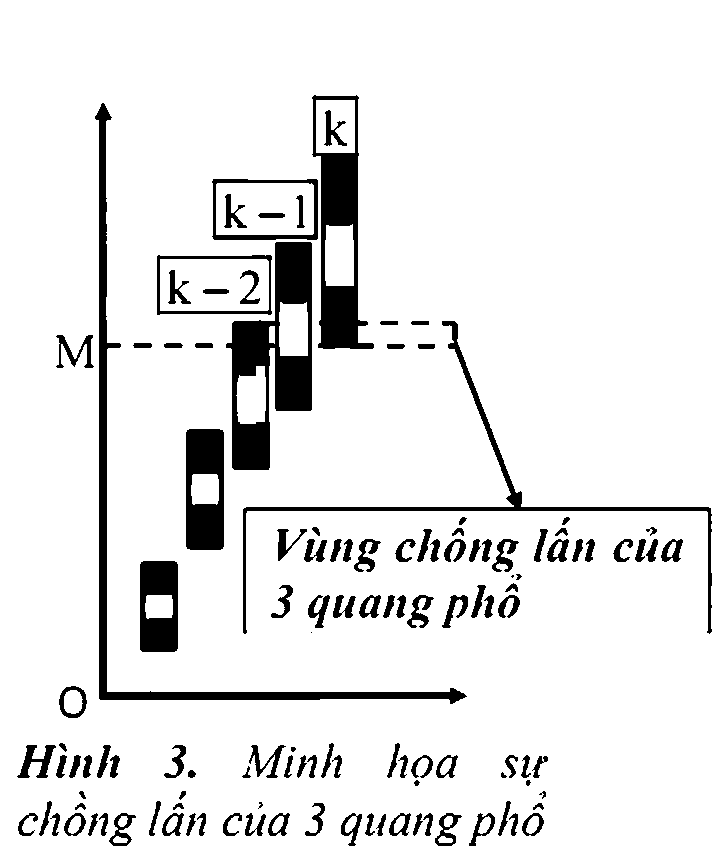 k
k – 1
k – 2
M
Vùng chống lấn của
3 quang phổ
O
Hình 3. Minh họa sự
chồng lấn của 3 quang phổ